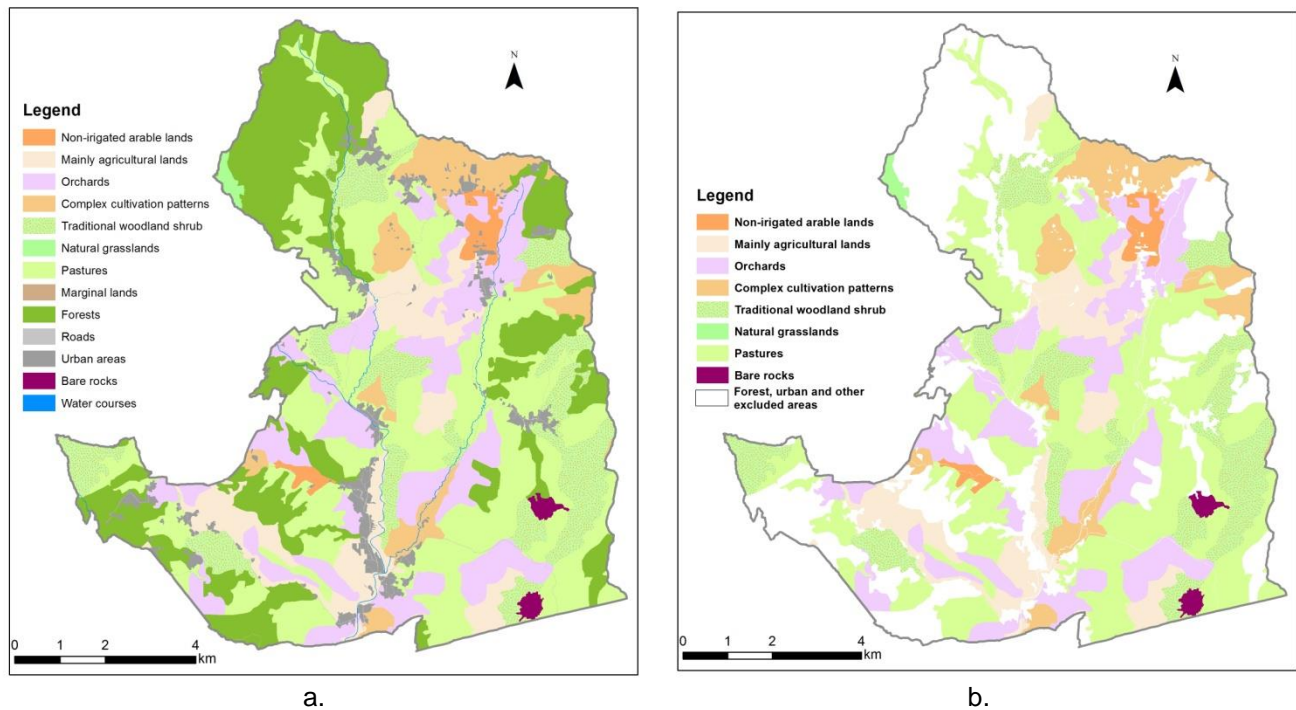 N
Legend
Non-irigated arable lands
Mainly agricultural lands
Orchards
Complex cultivation patterns
Traditional woodland shrub
Natural grasslands
Pastures
Marginal lands
Forests
Roads
Urban areas
Bare rocks
Water courses
0 1 2 4
km
a.
N
Legend
Non-irigated arable lands
Mainly agricultural lands
Orchards
Complex cultivation patterns
Traditional woodland shrub
Natural grasslands
Pastures
Bare rocks
Forest, urban and other
excluded areas
0 1 2 4
km
b.